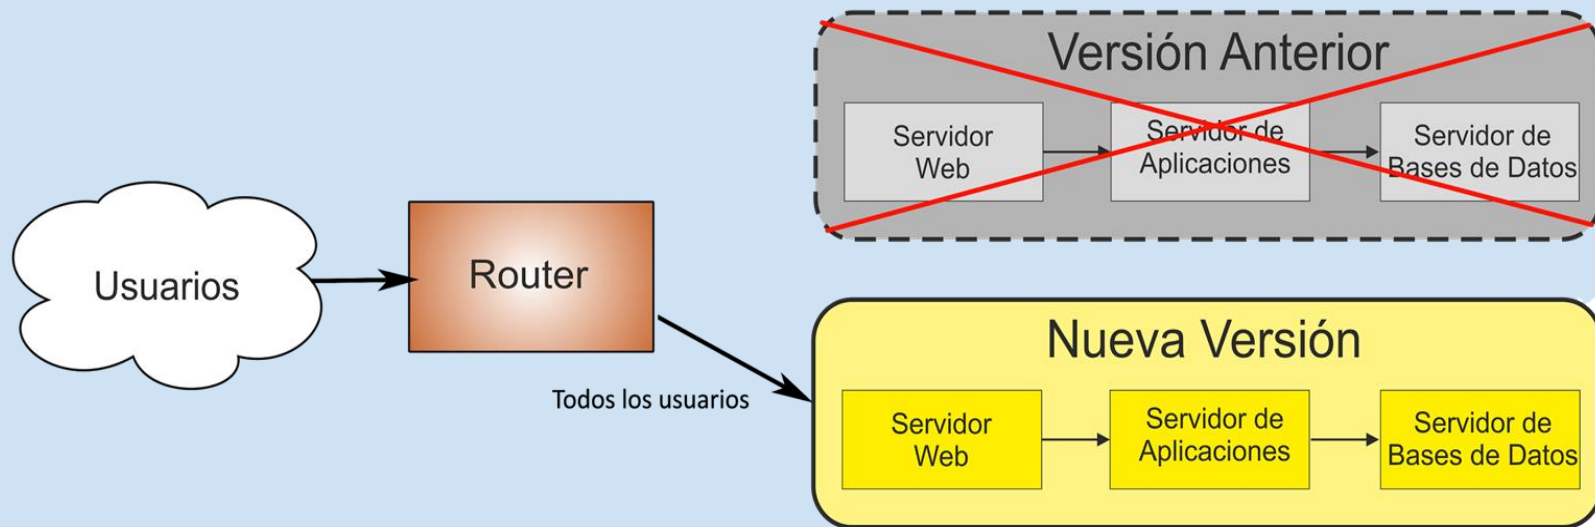 Versión Anterior
Servidor
Web
Servidor de
Aplicaciones
Servidor de
Bases de Datos
Usuarios
Router
Todos los usuarios
Nueva Versión
Servidor
Web
Servidor de
Aplicaciones
Servidor de
Bases de Datos